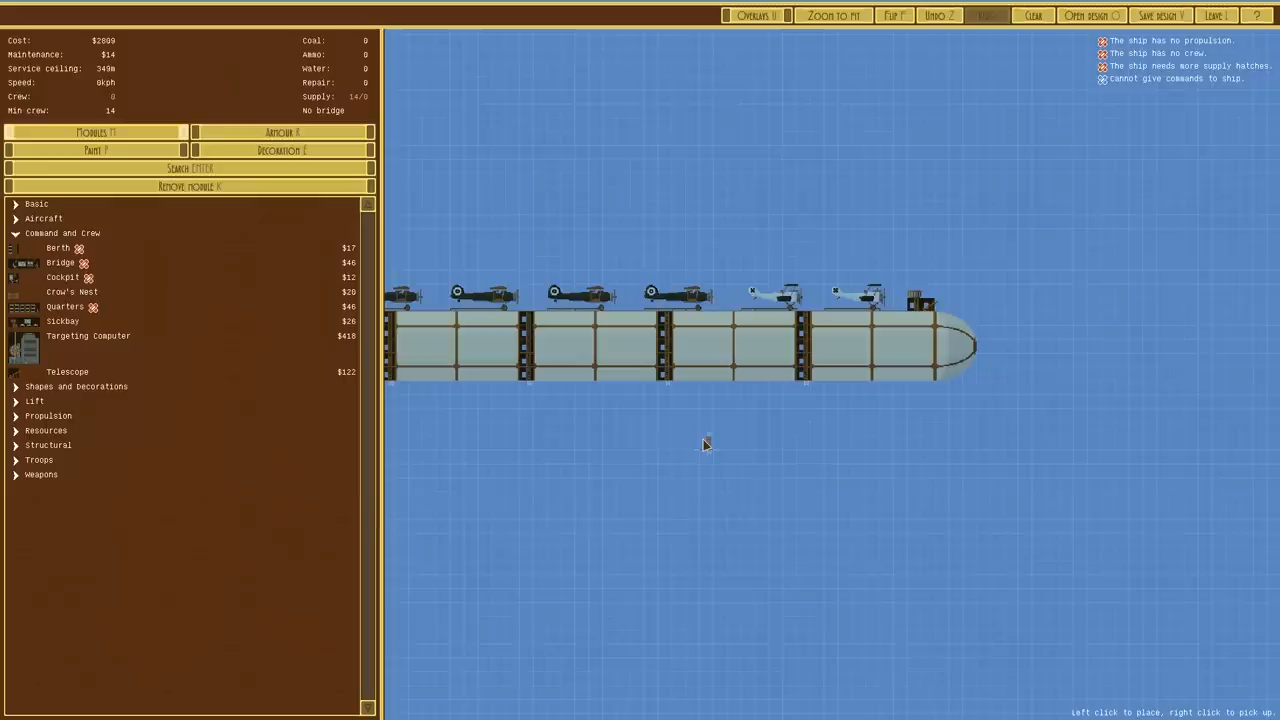 OVERLAYS U ZOOM TO FIT FLIP F UNDO Z CLEAR OPEN DESIGN O SAVE DESIGN V LEAVE L ?
Cost: $2809 Coal: 0
Maintenance: $14 Ammo: 0
Service ceiling: 349m Water: 0
Speed: 0kph Repair: 0
Crew: 0 Supply: 14/0
Min crew: 14 No bridge
The ship has no propulsion.
The ship has no crew.
The ship needs more supply hatches.
Cannot give commands to ship.
MODULES M ARMOUR R
PAINT P DECORATION E
SEARCH ENTER
REMOVE MODULE K
Basic
Aircraft
Command and Crew
Berth $17
Bridge $46
Cockpit $12
Crow's Nest $20
Quarters $46
Sickbay $26
Targeting Computer $418
Telescope $122
Shapes and Decorations
Lift
Propulsion
Resources
Structural
Troops
Weapons
Left click to place, right click to pick up.